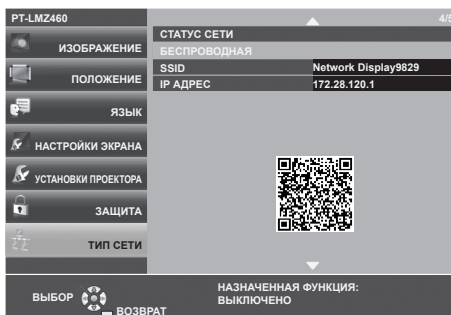 PT-LMZ460
4/5
ИЗОБРАЖЕНИЕ
ПОЛОЖЕНИЕ
ЯЗЫК
НАСТРОЙКИ ЭКРАНА
УСТАНОВКИ ПРОЕКТОРА
ЗАЩИТА
ТИП СЕТИ
СТАТУС СЕТИ
БЕСПРОВОДНАЯ
SSID Network Display9829
IP АДРЕС 172.28.120.1
ВЫБОР
ВОЗВРАТ
НАЗНАЧЕННАЯ ФУНКЦИЯ:
ВЫКЛЮЧЕНО